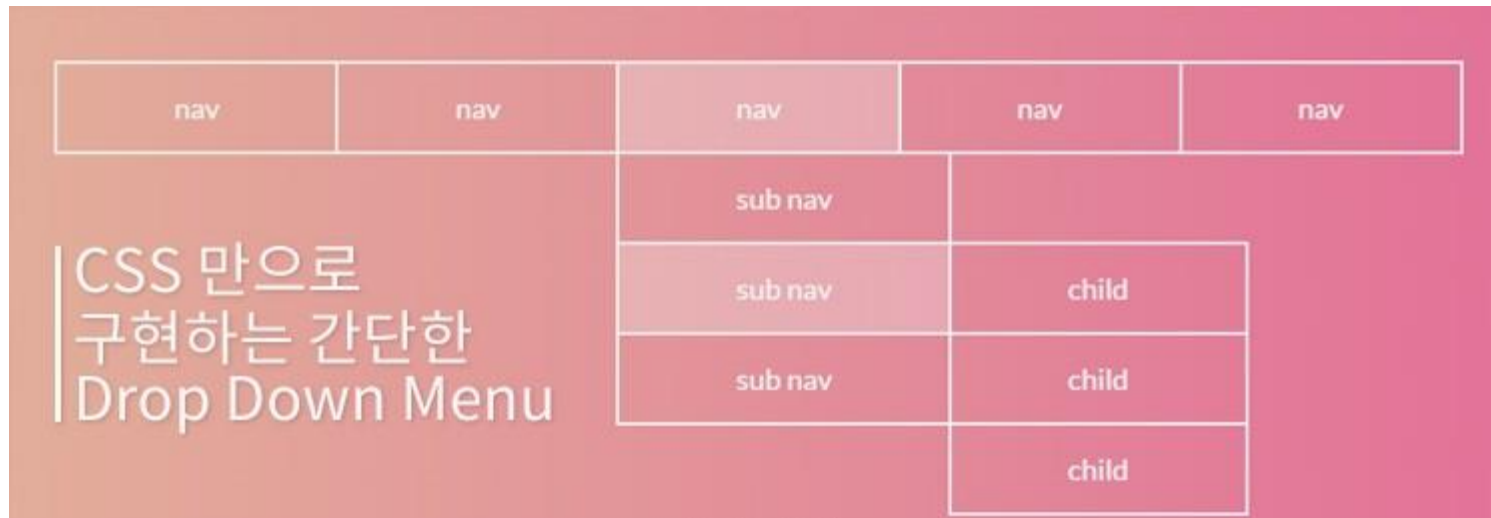 nav nav nav nav nav
sub nav
sub nav child
sub nav child
child
CSS 만으로
구현하는 간단한
Drop Down Menu